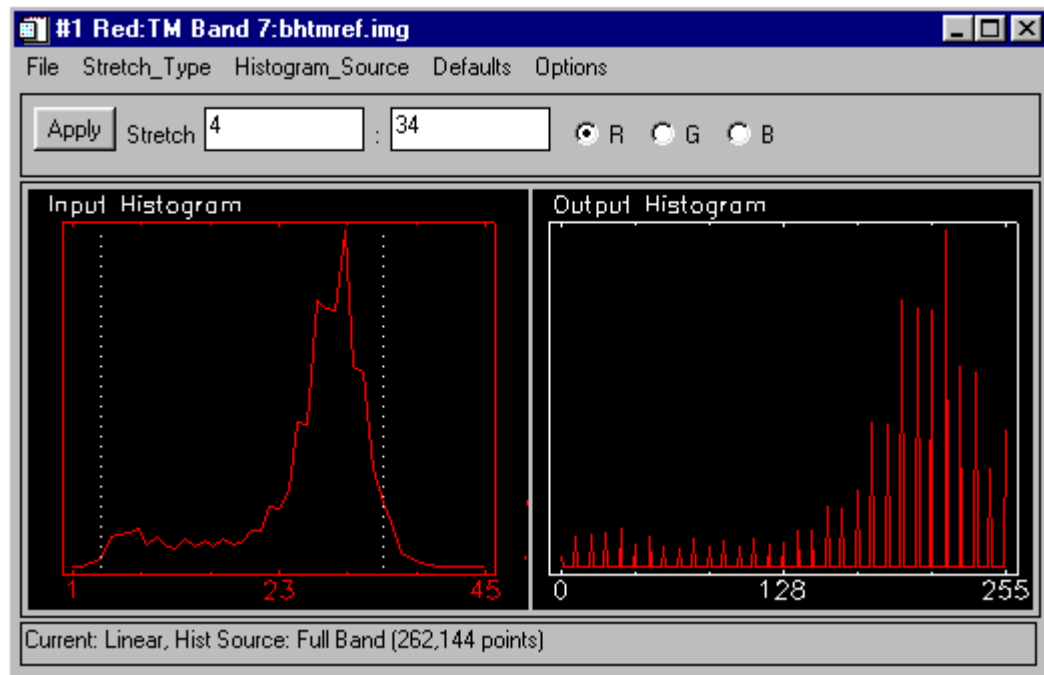 #1 Red:TM Band 7:bhtmref.img
File Stretch_Type Histogram_Source Defaults Options
Apply Stretch 4 : 34 R G B
Input Histogram
1 23 45
Output Histogram
0 128 255
Current: Linear, Hist Source: Full Band (262,144 points)